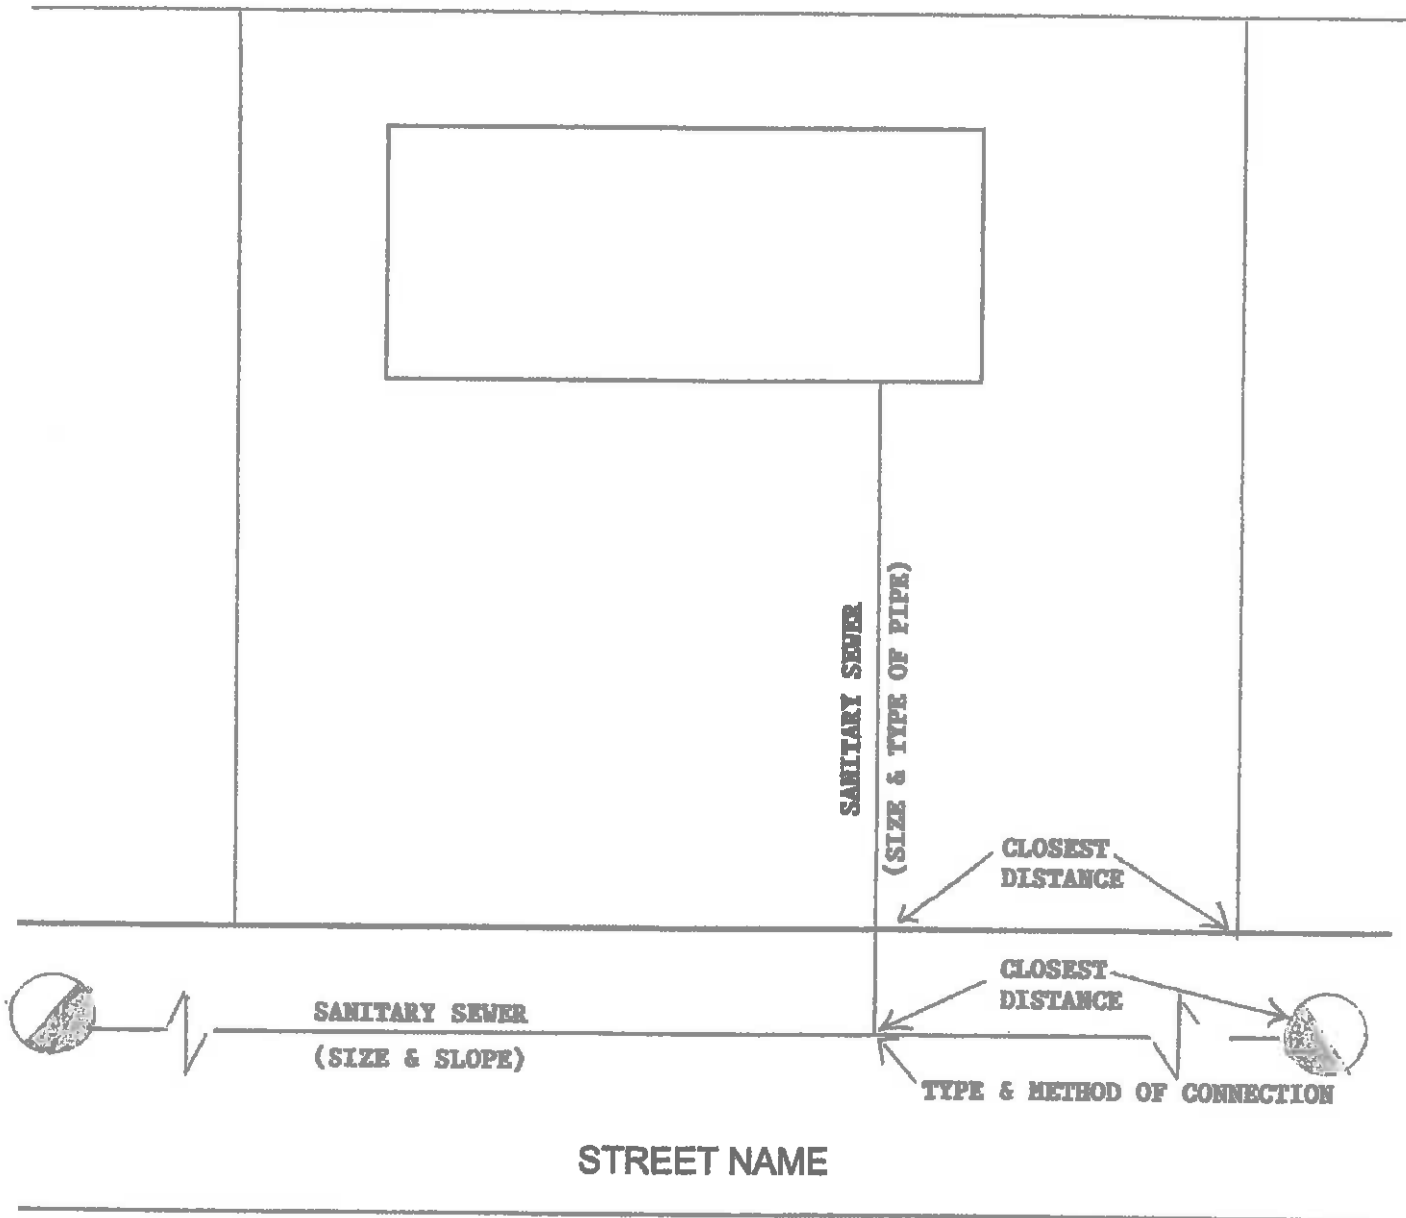 SANITARY SEWER
(SIZE & TYPE OF PIPE)
CLOSEST
DISTANCE
CLOSEST
DISTANCE
SANITARY SEWER
(SIZE & SLOPE)
TYPE & METHOD OF CONNECTION
STREET NAME